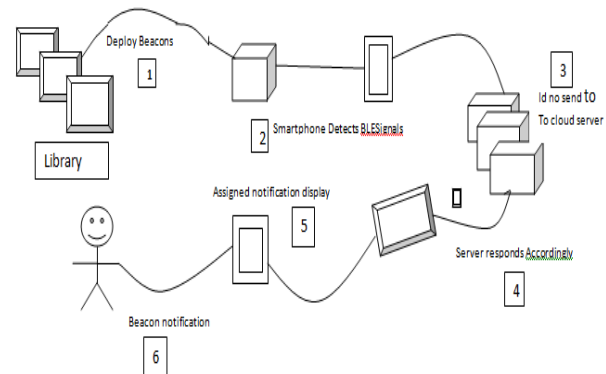 Deploy Beacons
1
Library
2
Smartphone Detects BLESignals
3
Id no send to
To cloud server
Assigned notification display
5
Server responds Accordingly
4
Beacon notification
6